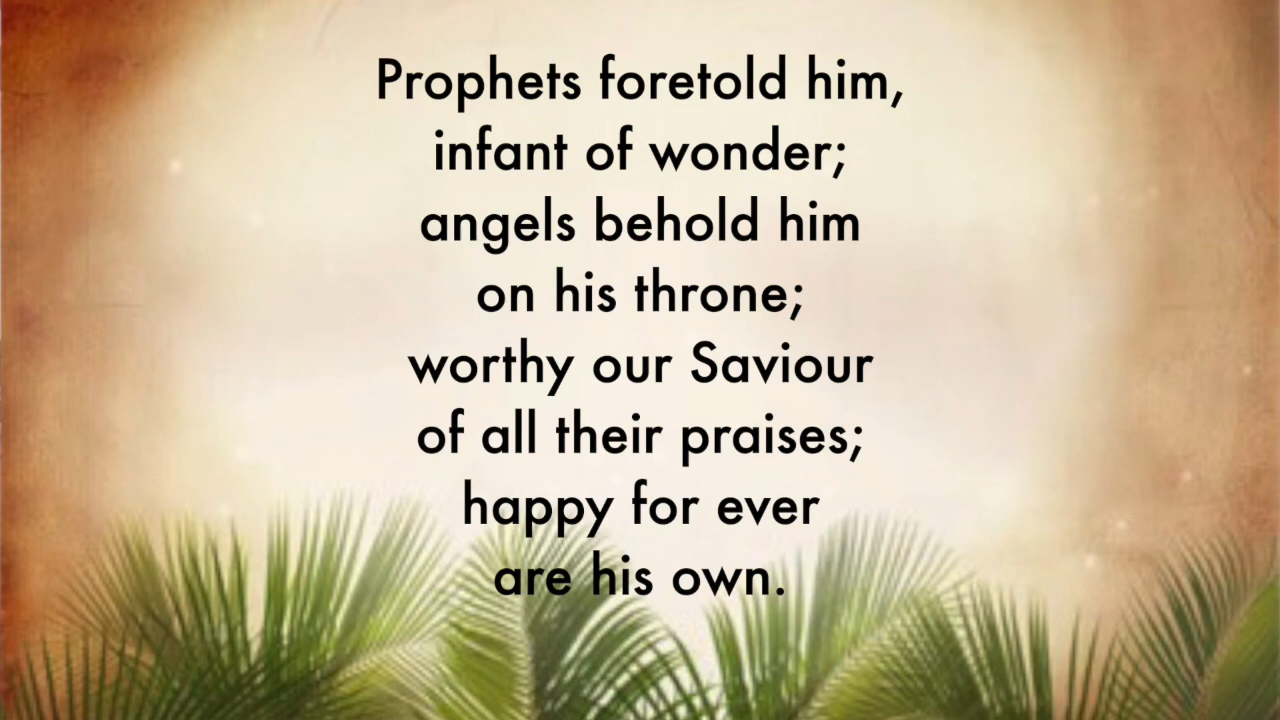 Prophets foretold him,
infant of wonder;
angels behold him
on his throne;
worthy our Saviour
of all their praises;
happy for ever
are his own.